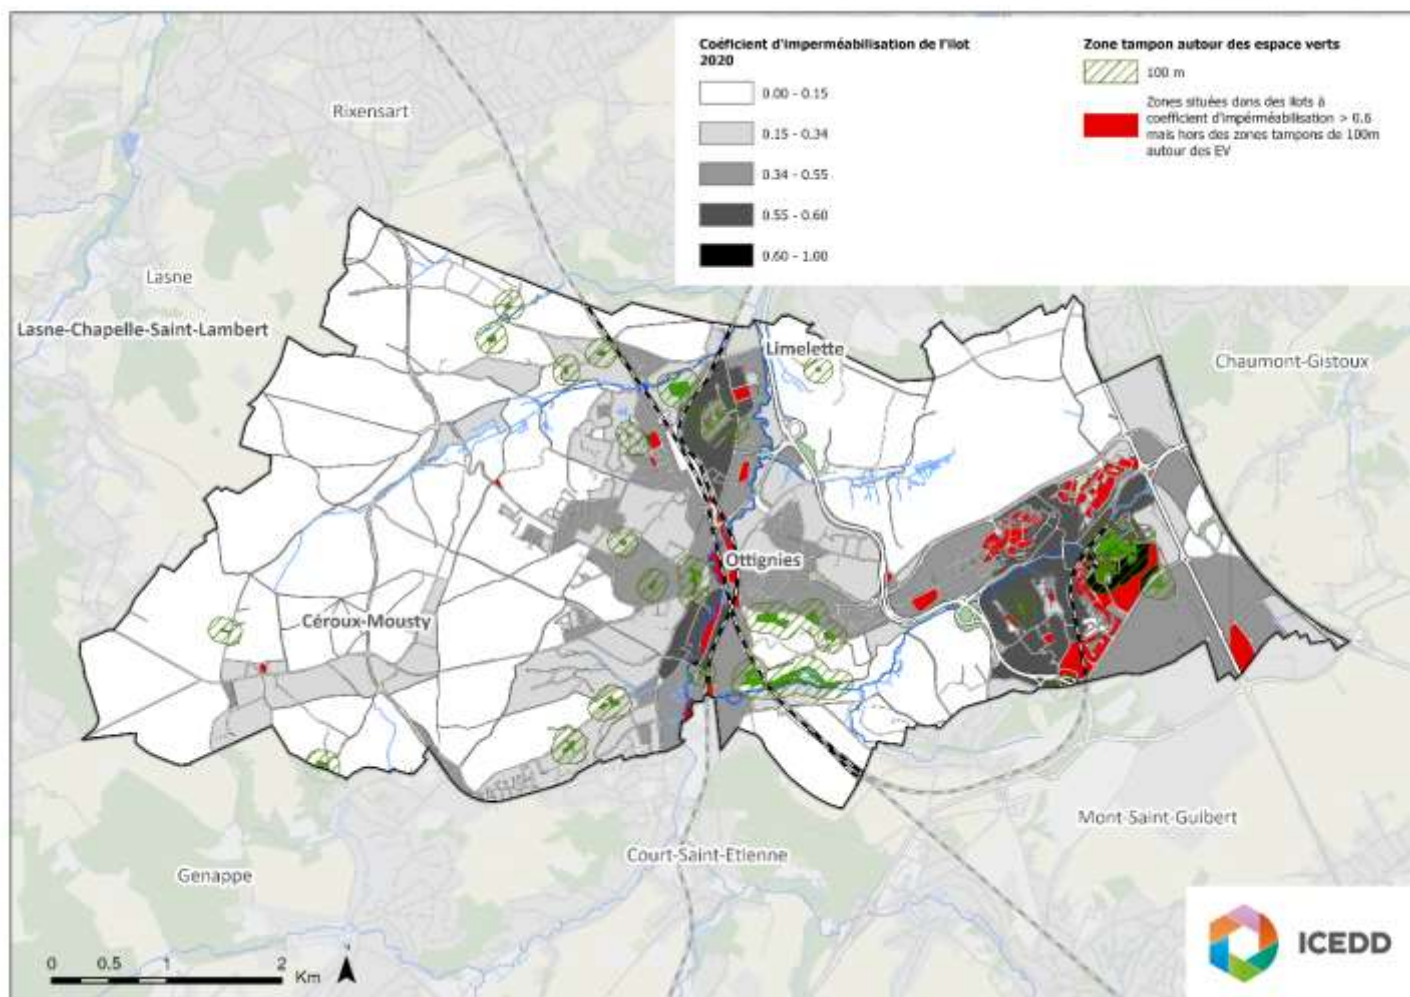 Coéficient d'imperméabilisation de l'îlot
2020
0.00 - 0.15
0.15 - 0.34
0.34 - 0.55
0.55 - 0.60
0.60 - 1.00
Zone tampon autour des espace verts
100 m
Zones situées dans des îlots à
coefficient d'impérméabilisation > 0.6
mais hors des zones tampons de 100m
autour des EV
Rixensart
Lasne
Lasne-Chapelle-Saint-Lambert
Limelette
Chaumont-Gistoux
Ottignies
Céroux-Mousty
Mont-Saint-Guibert
Court-Saint-Etienne
Genappe
0 0.5 1 2
Km
ICEDD